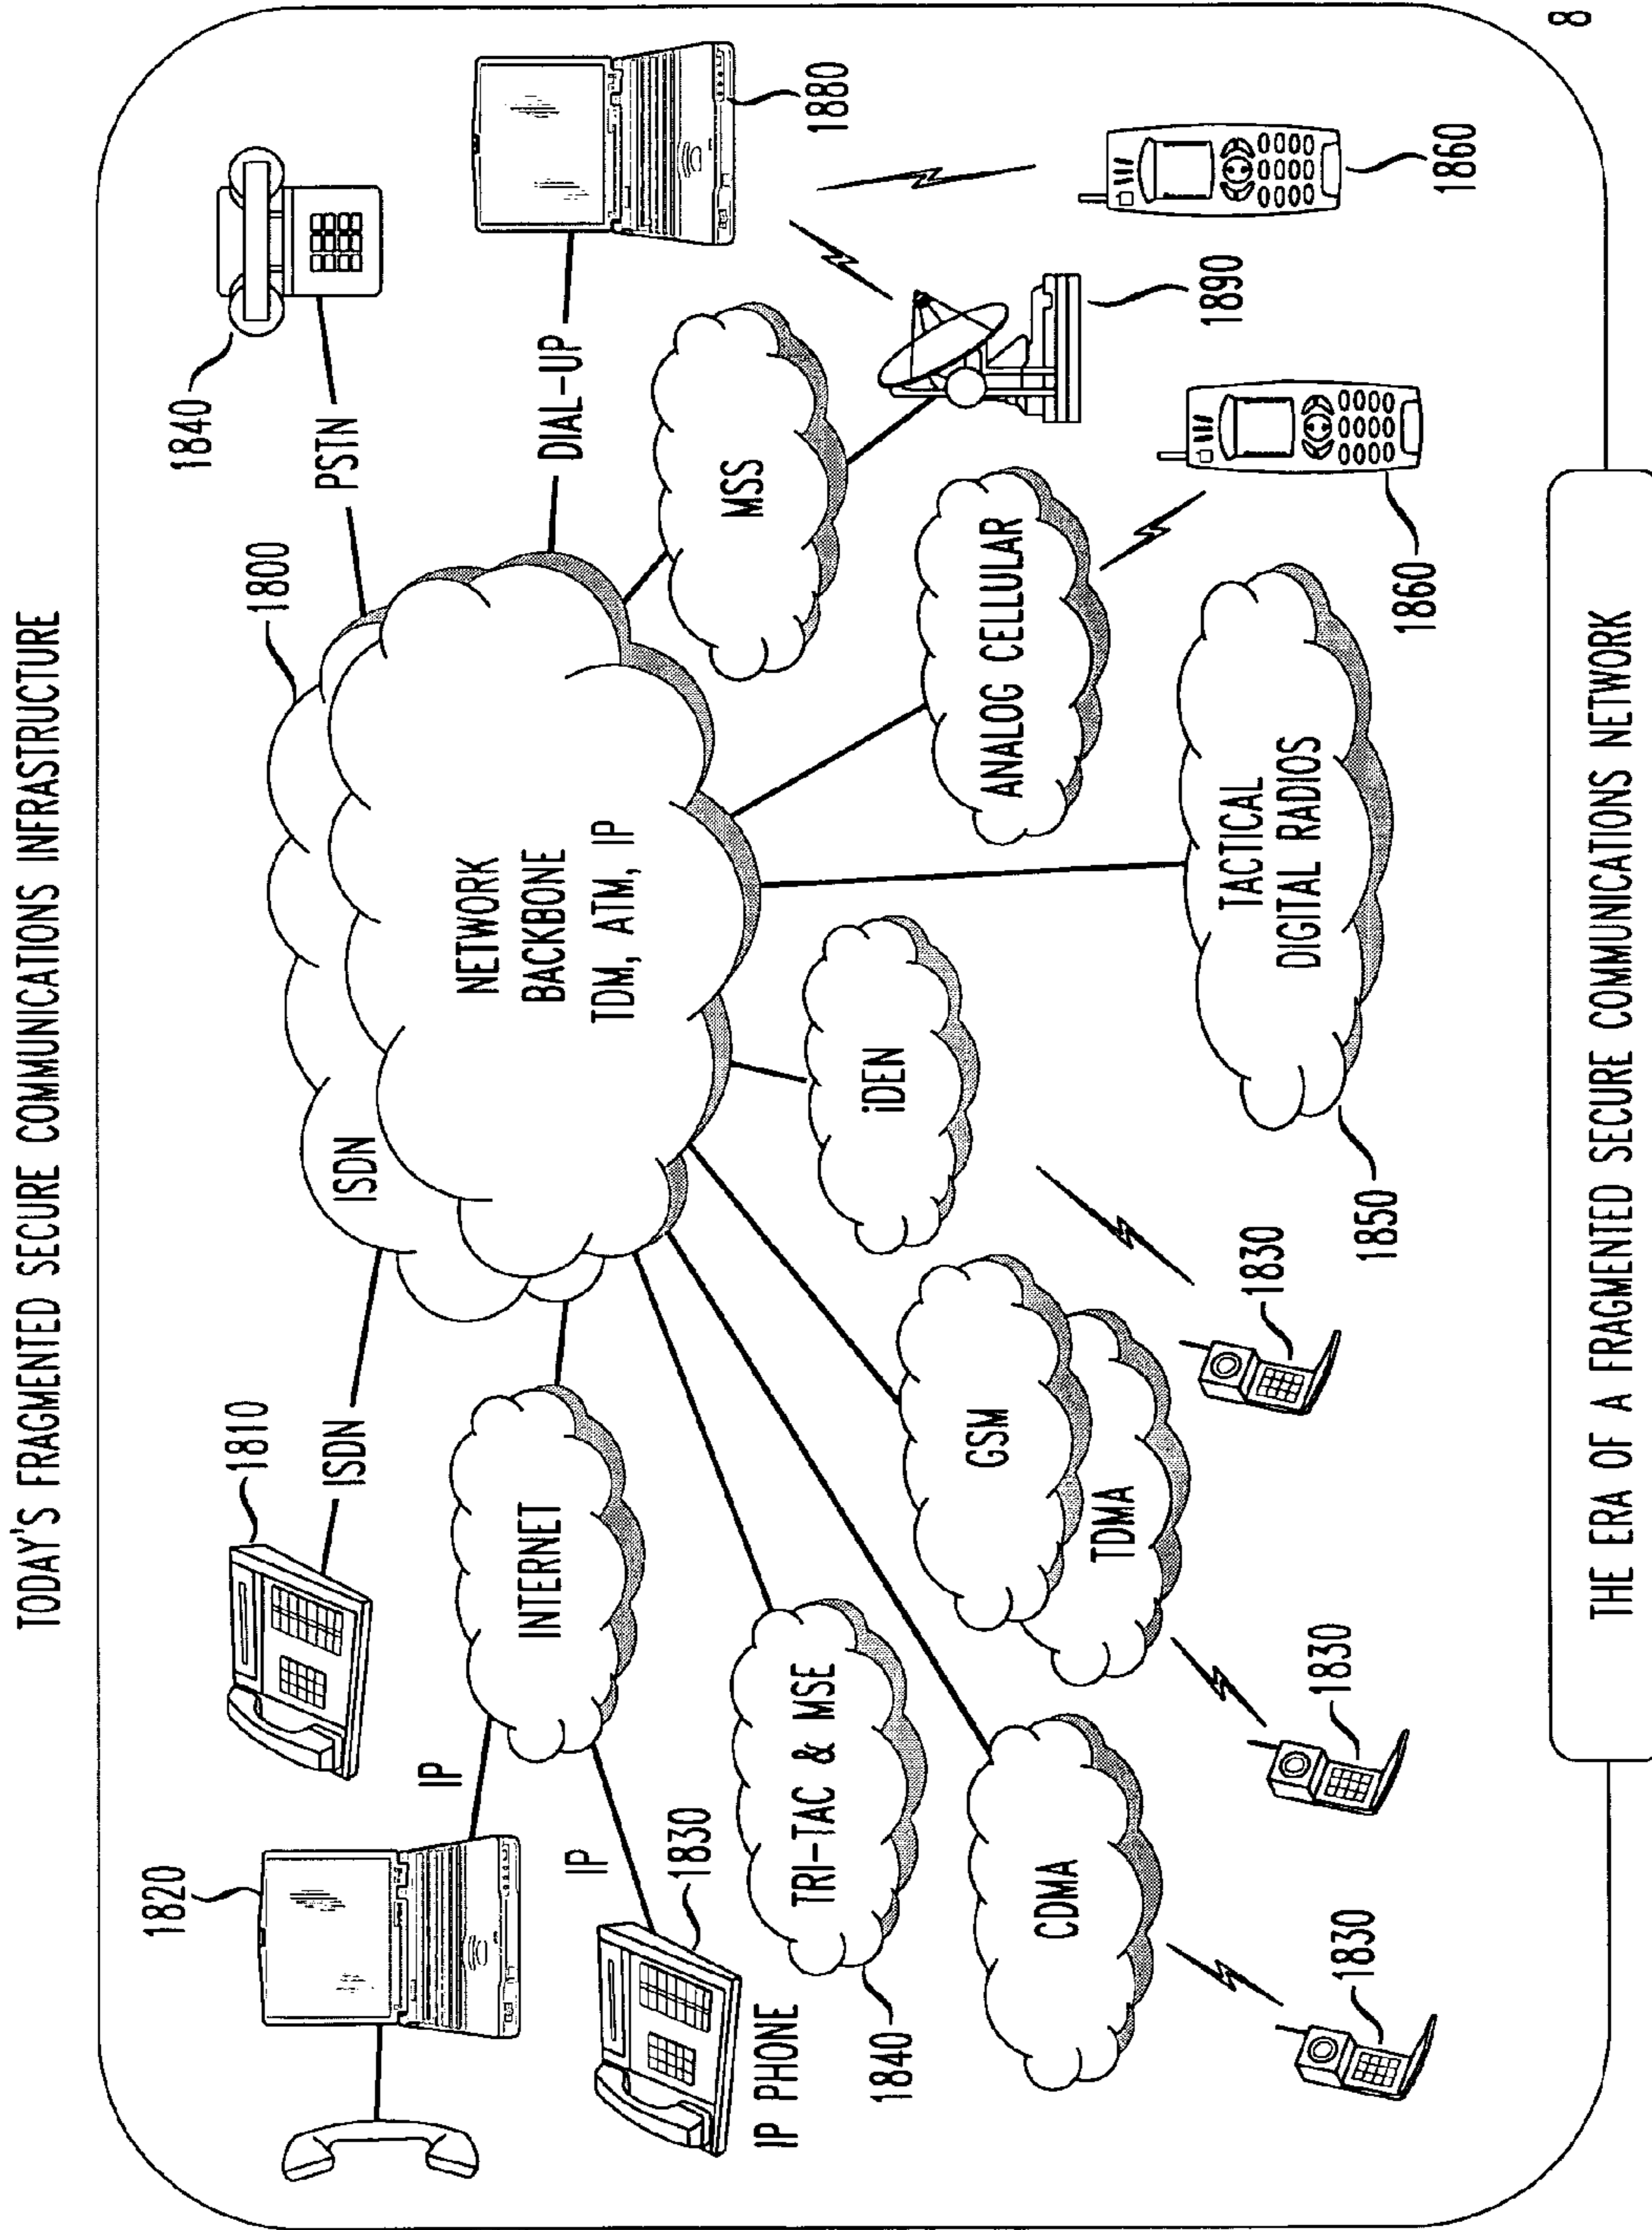 TODAY'S FRAGMENTED SECURE COMMUNICATIONS INFRASTRUCTURE
1820
1810
1800
1840
ISDN
ISDN
PSTN
IP
IP
INTERNET
NETWORK
BACKBONE
TDM, ATM, IP
DIAL-UP
1880
1830
IP PHONE
TRI-TAC & MSE
1840
MSS
iDEN
GSM
TDMA
ANALOG CELLULAR
1890
CDMA
TACTICAL
DIGITAL RADIOS
1860
1830
1830
1830
1850
1860
8
THE ERA OF A FRAGMENTED SECURE COMMUNICATIONS NETWORK